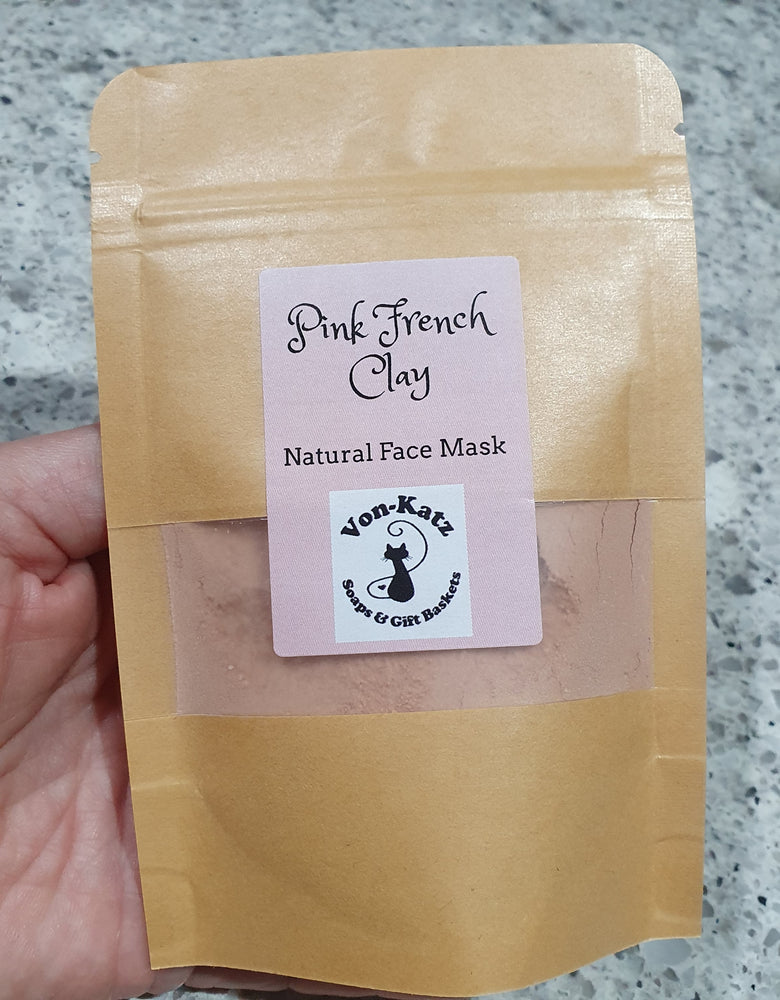 Pink French
Clay
Natural Face Mask
Von-Katz
Soaps & Gift Baskets